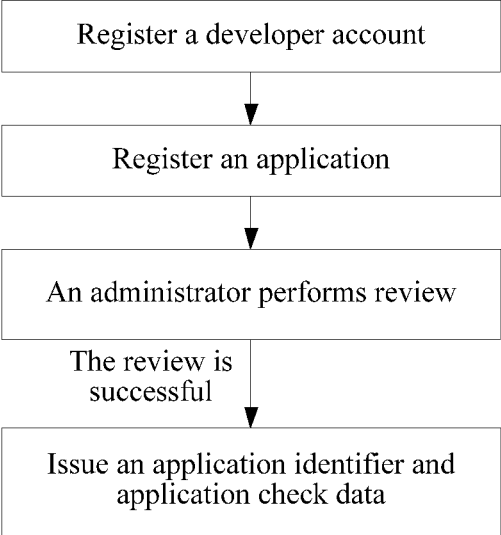 Register a developer account
Register an application
An administrator performs review
The review is
successful
Issue an application identifier and
application check data